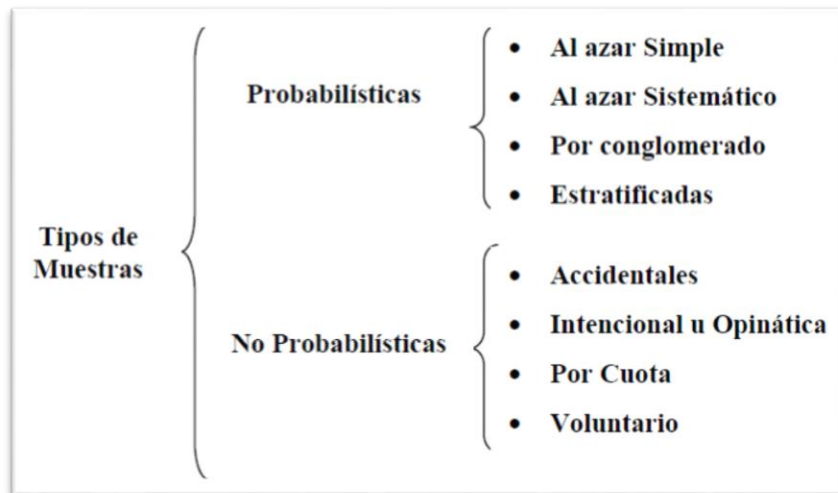 Tipos de
Muestras
Probabilísticas
• Al azar Simple
• Al azar Sistemático
• Por conglomerado
• Estratificadas
No Probabilísticas
• Accidentales
• Intencional u Opinática
• Por Cuota
• Voluntario